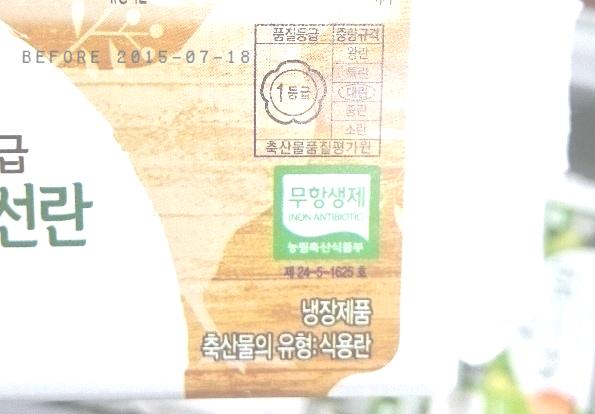 BEFORE 2015-07-18
품질등급 중량규격
왕란
특란
1등급
대란
중란
소란
축산물품질평가원
급
선란
무항생제
(NON ANTIBIOTIC)
농림축산식품부
제 24-5-1625 호
냉장제품
축산물의 유형:식용란